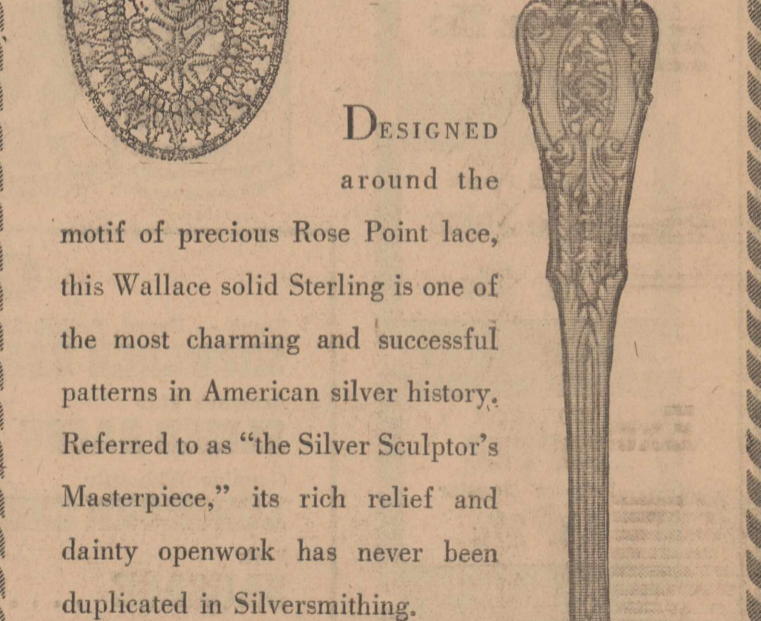 DESIGNED
around the
motif of precious Rose Point lace,
this Wallace solid Sterling is one of
the most charming and successful
patterns in American silver history.
Referred to as “the Silver Sculptor’s
Masterpiece,” its rich relief and
dainty openwork has never been
duplicated in Silversmithing.